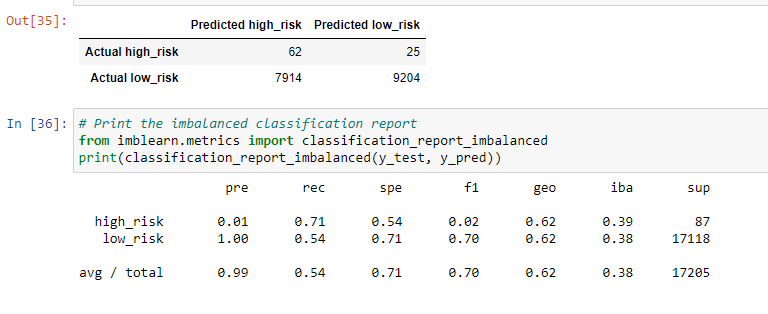 Out[35]:
Predicted high_risk Predicted low_risk
Actual high_risk 62 25
Actual low_risk 7914 9204
In [36]: # Print the imbalanced classification report
from imblearn.metrics import classification_report_imbalanced
print(classification_report_imbalanced(y_test, y_pred))
pre rec spe f1 geo iba sup
high_risk 0.01 0.71 0.54 0.02 0.62 0.39 87
low_risk 1.00 0.54 0.71 0.70 0.62 0.38 17118
avg / total 0.99 0.54 0.71 0.70 0.62 0.38 17205